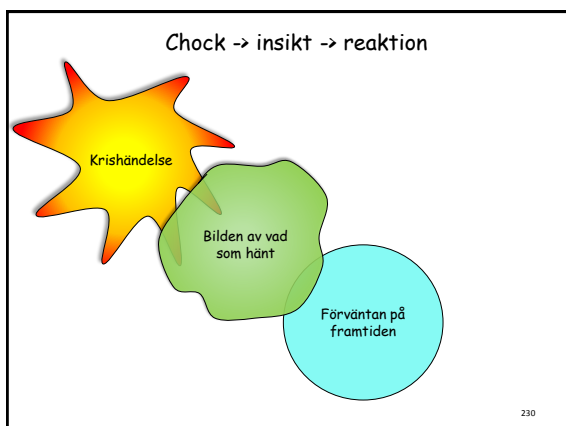 Chock -> insikt -> reaktion
Krishändelse
Bilden av vad
som hänt
Förväntan på
framtiden
230